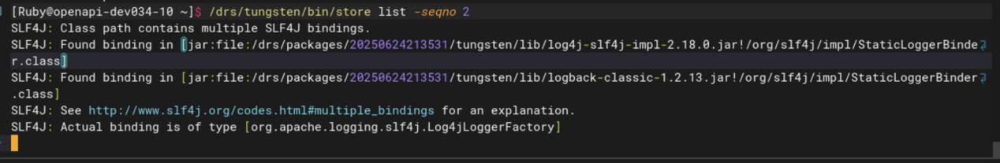 [Ruby@openapi-dev034-10 ~]$ /drs/tungsten/bin/store list -seqno 2
SLF4J: Class path contains multiple SLF4J bindings.
SLF4J: Found binding in [jar:file:/drs/packages/20250624213531/tungsten/lib/log4j-slf4j-impl-2.18.0.jar!/org/slf4j/impl/StaticLoggerBinde
r.class]
SLF4J: Found binding in [jar:file:/drs/packages/20250624213531/tungsten/lib/logback-classic-1.2.13.jar!/org/slf4j/impl/StaticLoggerBinder
.class]
SLF4J: See http://www.slf4j.org/codes.html#multiple_bindings for an explanation.
SLF4J: Actual binding is of type [org.apache.logging.slf4j.Log4jLoggerFactory]